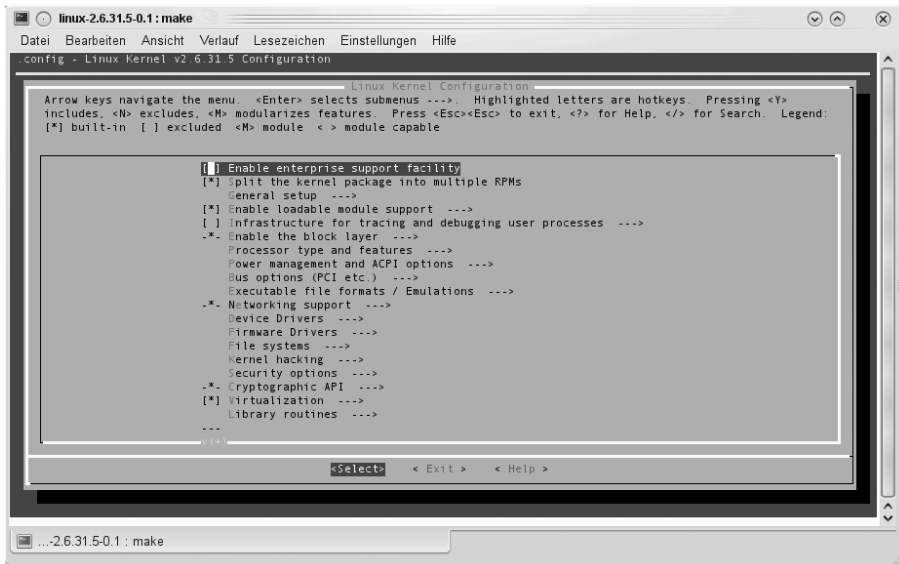 linux-2.6.31.5-0.1 : make
Datei Bearbeiten Ansicht Verlauf Lesezeichen Einstellungen Hilfe
.config - Linux Kernel v2.6.31.5 Configuration
Linux Kernel Configuration
Arrow keys navigate the menu. <Enter> selects submenus --->. Highlighted letters are hotkeys. Pressing <Y>
includes, <N> excludes, <M> modularizes features. Press <Esc><Esc> to exit, <?> for Help, </> for Search. Legend:
[*] built-in [ ] excluded <M> module < > module capable
[ ] Enable enterprise support facility
[*] Split the kernel package into multiple RPMs
General setup --->
[*] Enable loadable module support --->
[ ] Infrastructure for tracing and debugging user processes --->
-*- Enable the block layer --->
Processor type and features --->
Power management and ACPI options --->
Bus options (PCI etc.) --->
Executable file formats / Emulations --->
-*- Networking support --->
Device Drivers --->
Firmware Drivers --->
File systems --->
Kernel hacking --->
Security options --->
-*- Cryptographic API --->
[*] Virtualization --->
Library routines --->
---
v(+)
<Select> < Exit > < Help >
...-2.6.31.5-0.1 : make